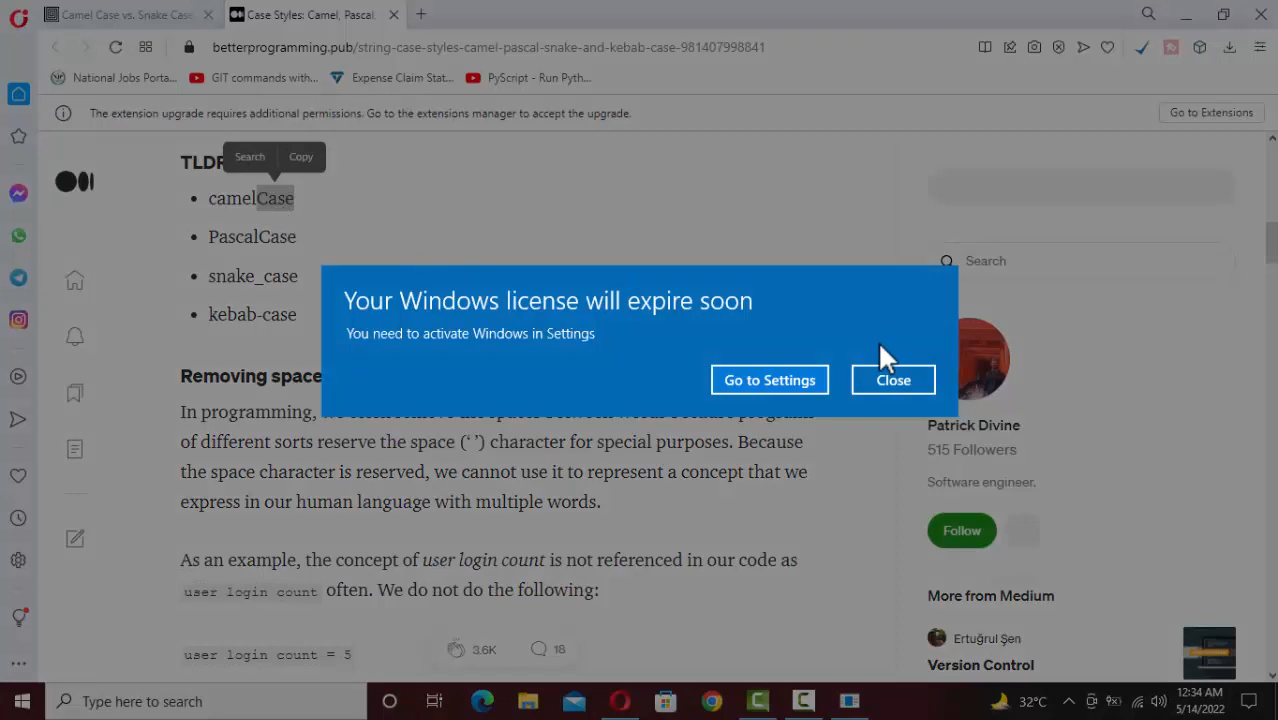 Camel Case vs. Snake Case
Case Styles: Camel, Pascal,
betterprogramming.pub/string-case-styles-camel-pascal-snake-and-kebab-case-981407998841
National Jobs Porta...
GIT commands with...
Expense Claim Stat...
PyScript - Run Pyth...
The extension upgrade requires additional permissions. Go to the extensions manager to accept the upgrade.
Go to Extensions
Search
Copy
• camelCase
• PascalCase
• snake_case
• kebab-case
Search
Your Windows license will expire soon
You need to activate Windows in Settings
Go to Settings
Close
Removing space
In programming,
of different sorts reserve the space (‘ ’) character for special purposes. Because
the space character is reserved, we cannot use it to represent a concept that we
express in our human language with multiple words.
As an example, the concept of user login count is not referenced in our code as
user login count often. We do not do the following:
user login count = 5
3.6K
18
Patrick Divine
515 Followers
Software engineer.
Follow
More from Medium
Ertuğrul Şen
Version Control
Type here to search
32°C
12:34 AM
5/14/2022